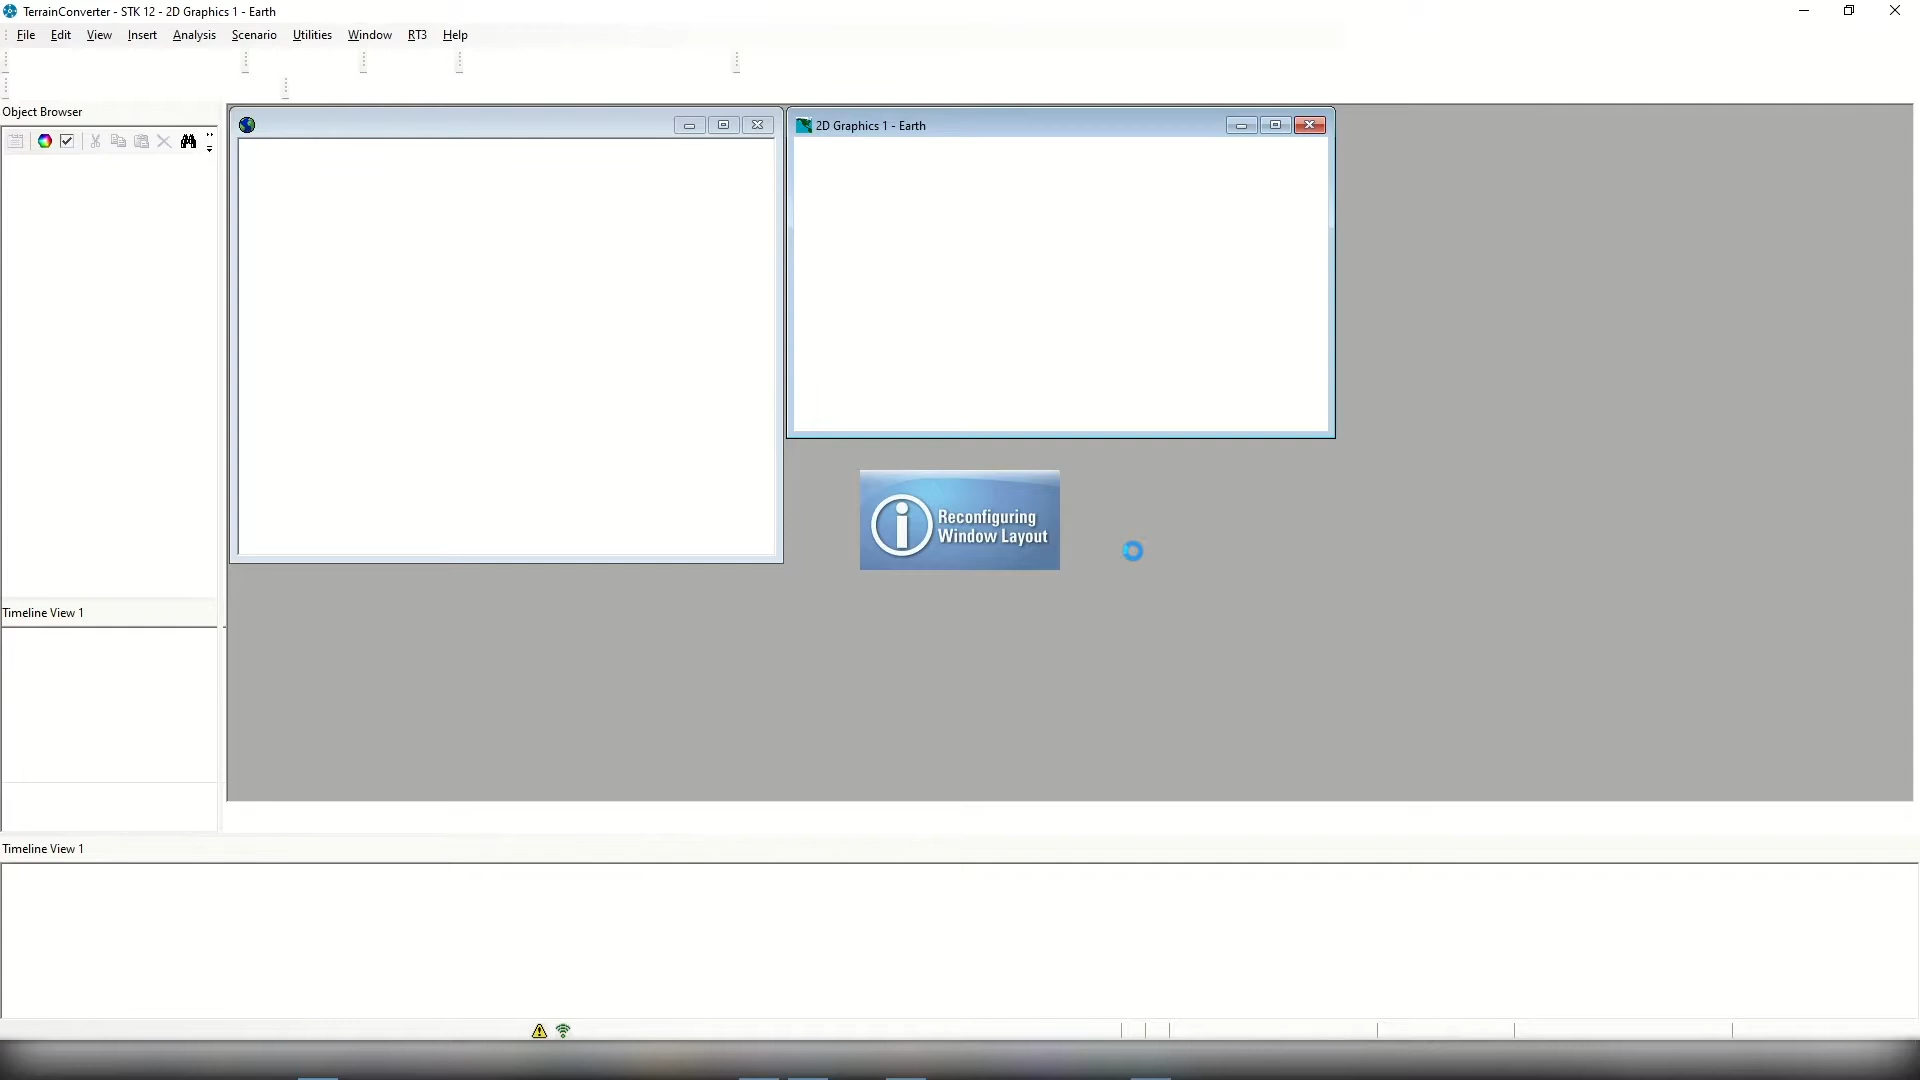 TerrainConverter - STK 12 - 2D Graphics 1 - Earth
File Edit View Insert Analysis Scenario Utilities Window RT3 Help
Object Browser
2D Graphics 1 - Earth
Reconfiguring
Window Layout
Timeline View 1
Timeline View 1